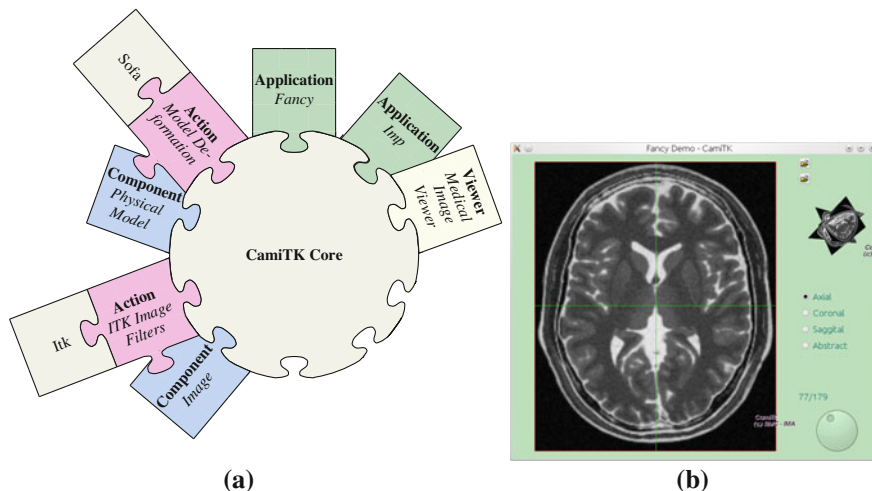 Sofa
Action
Model De-
formation
Component
Physical
Model
Application
Fancy
Application
Imp
Viewer
Medical
Image
Viewer
CamiTK Core
Itk
Action
ITK Image
Filters
Component
Image
(a)
Fancy Demo - CamiTK
Axial
Coronal
Saggital
Abstract
77/179
(b)